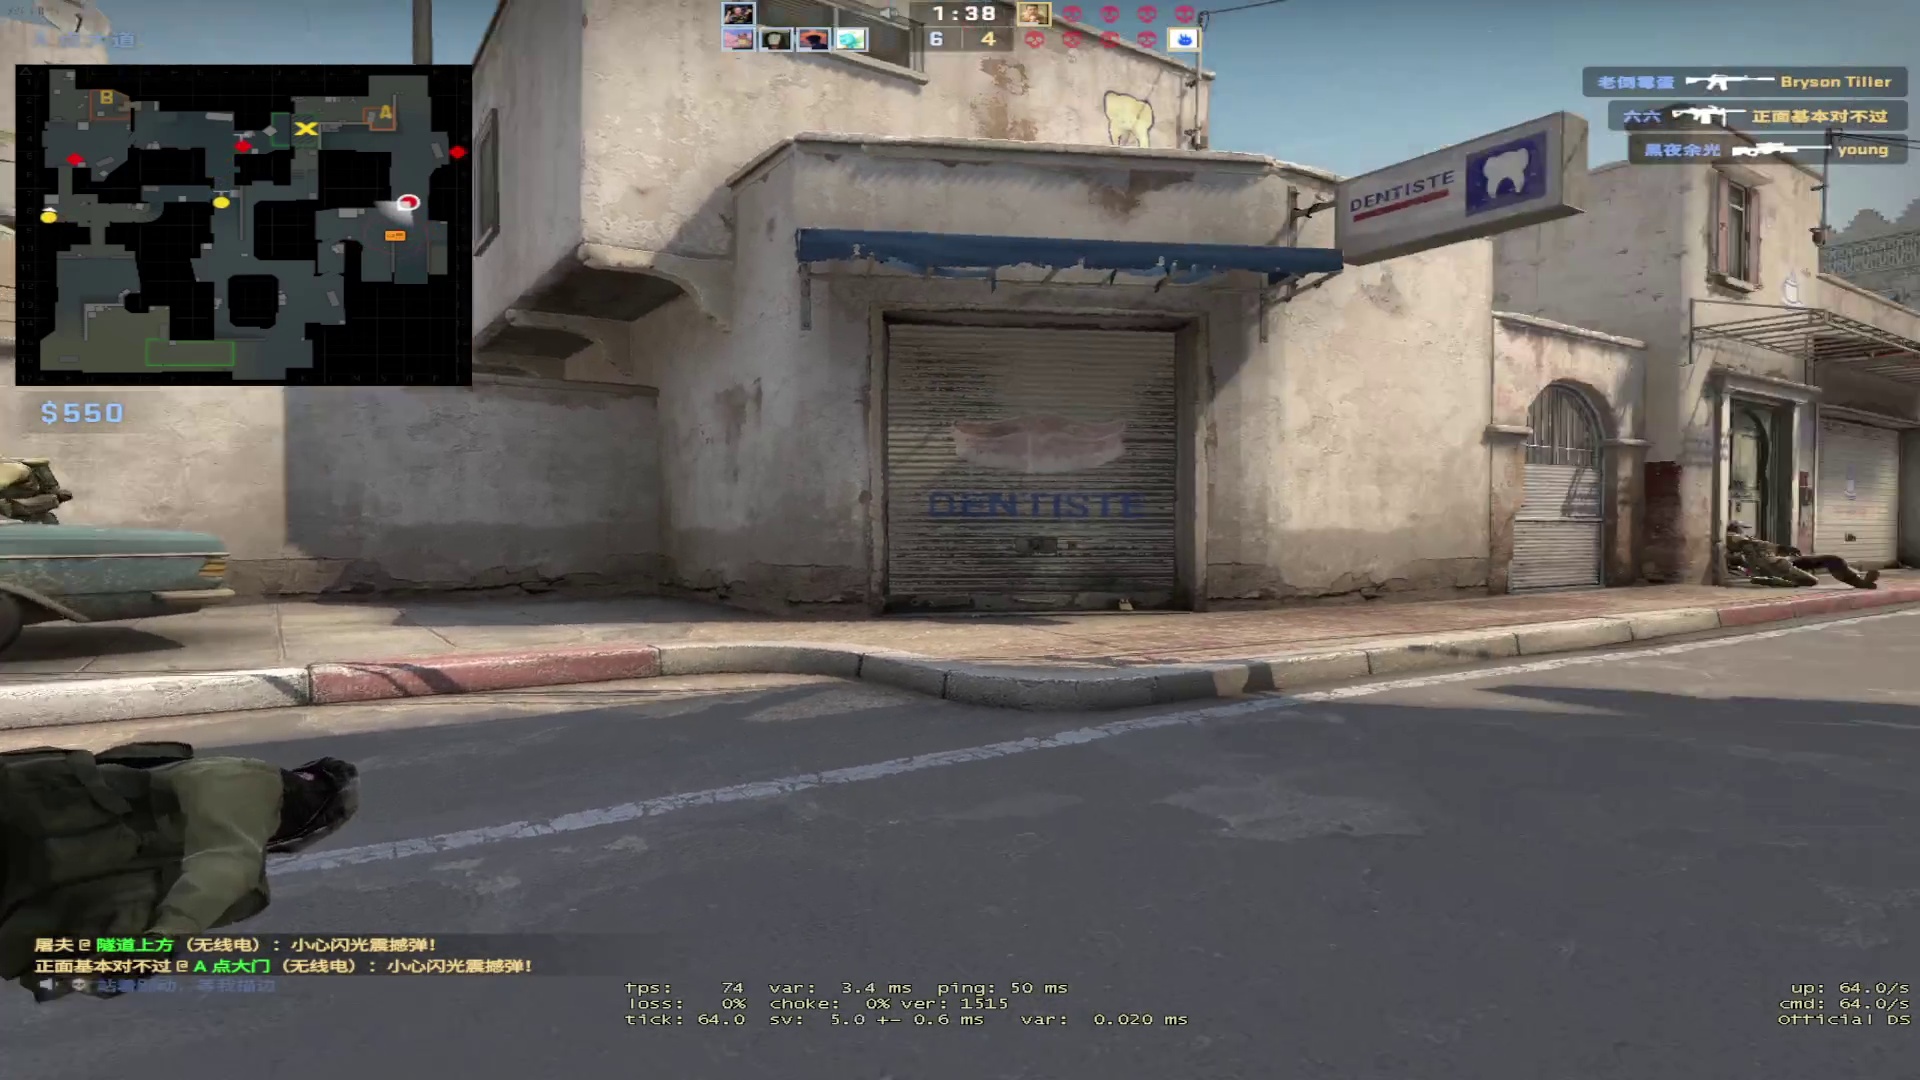 1:38
6 4
B
A
$550
老倒霉蛋 Bryson Tiller
六六 正面基本对不过
黑夜余光 young
DENTISTE
DENTISTE
屠夫 @ 隧道上方 (无线电) : 小心闪光震撼弹!
正面基本对不过 @ A 点大门 (无线电) : 小心闪光震撼弹!
fps: 74 var: 3.4 ms ping: 50 ms
loss: 0% choke: 0% ver: 1515
tick: 64.0 sv: 5.0 +- 0.6 ms var: 0.020 ms
up: 64.0/s
cmd: 64.0/s
Official DS